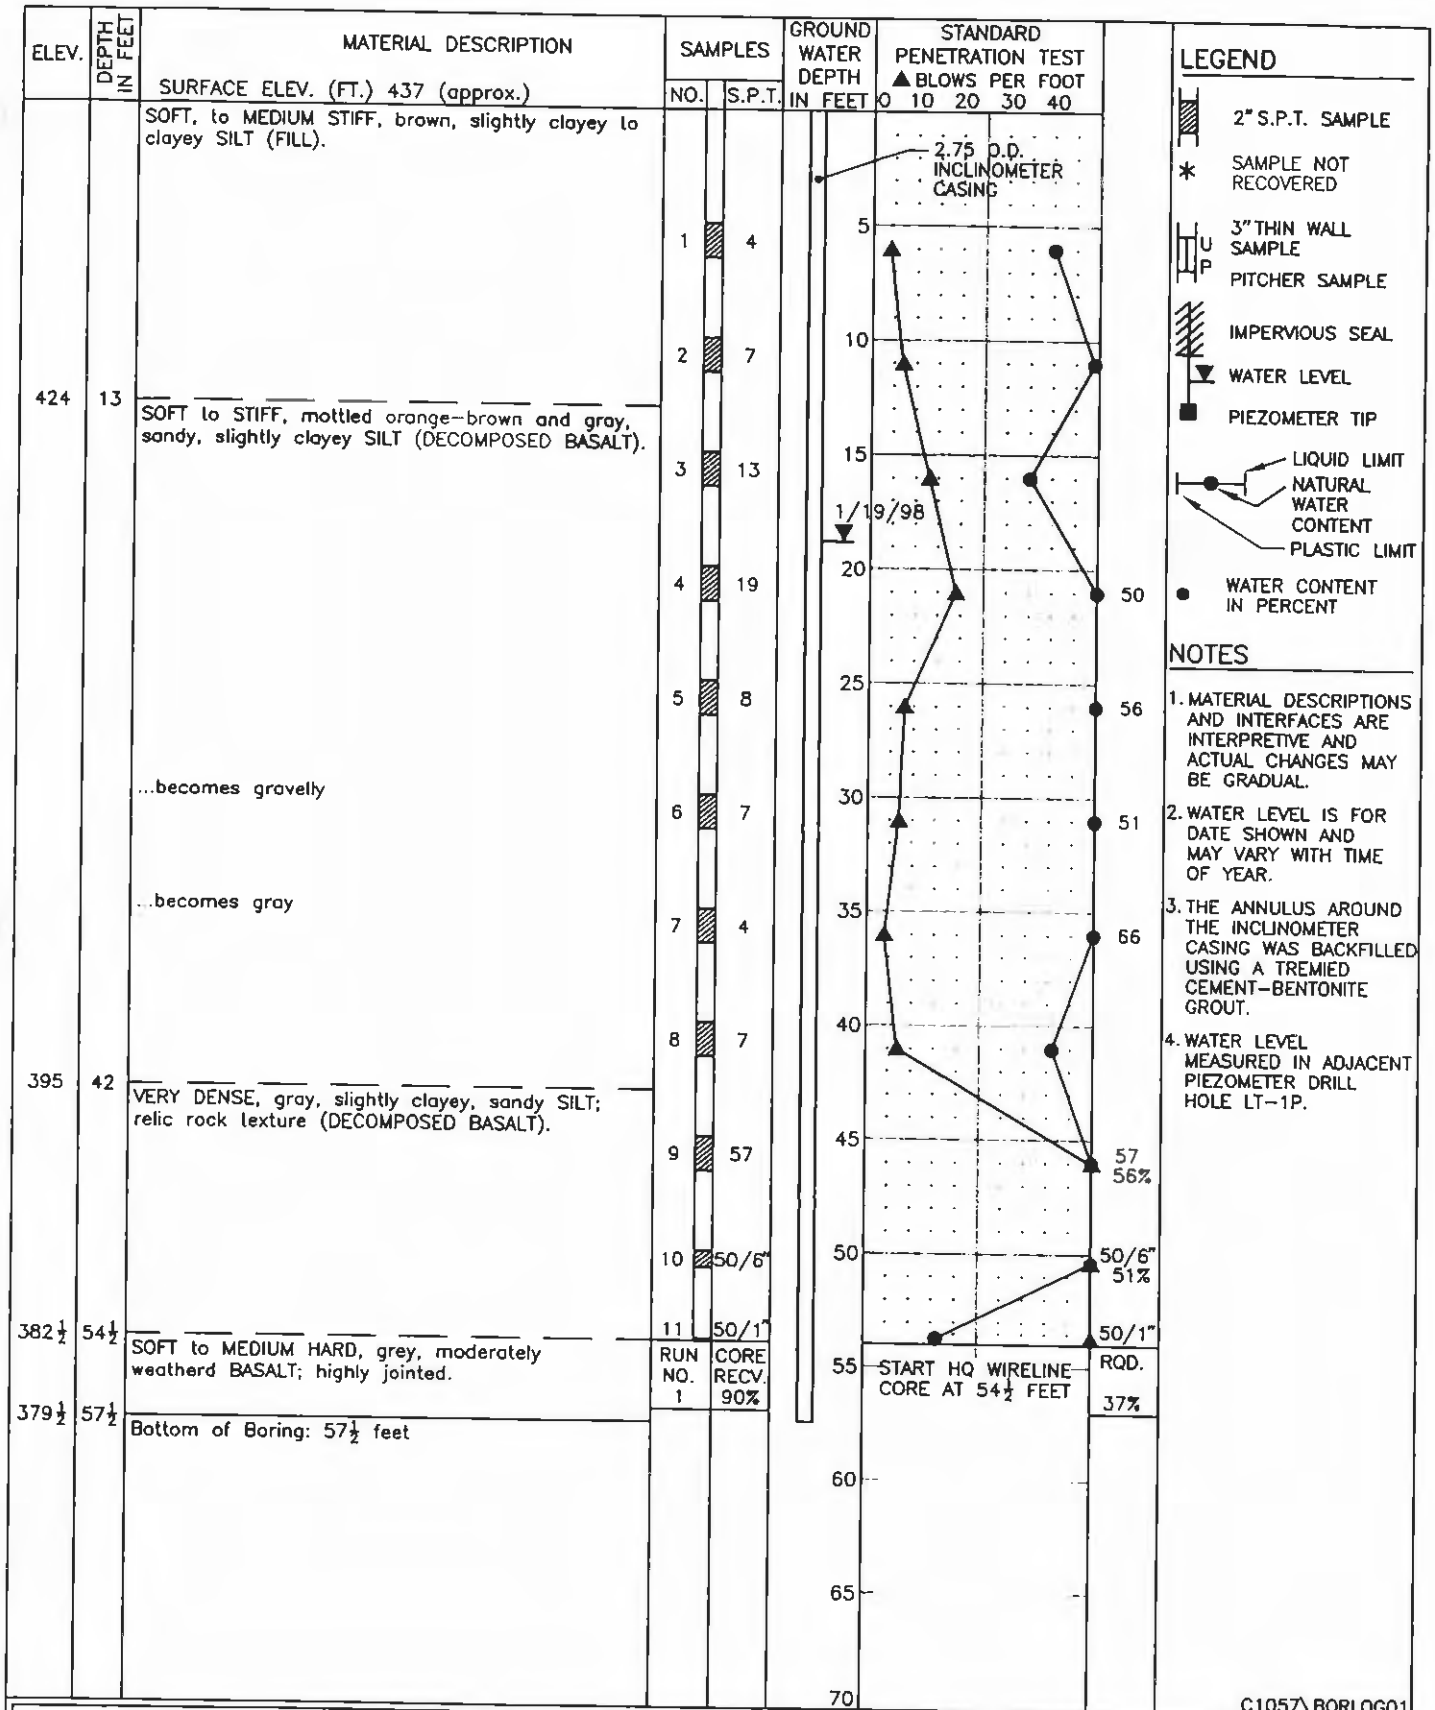 ELEV.
DEPTH IN FEET
MATERIAL DESCRIPTION
SURFACE ELEV. (FT.) 437 (approx.)
SAMPLES
NO.
S.P.T.
GROUND
WATER
DEPTH
IN FEET
STANDARD
PENETRATION TEST
▲ BLOWS PER FOOT
0 10 20 30 40
SOFT, to MEDIUM STIFF, brown, slightly clayey to
clayey SILT (FILL).
2.75 O.D.
INCLINOMETER
CASING
5
1 4
10
2 7
424 13
SOFT to STIFF, mottled orange-brown and gray,
sandy, slightly clayey SILT (DECOMPOSED BASALT).
15
3 13
1/19/98
20
4 19
50
25
5 8
56
...becomes gravelly
30
6 7
51
...becomes gray
35
7 4
66
40
8 7
395 42
VERY DENSE, gray, slightly clayey, sandy SILT;
relic rock texture (DECOMPOSED BASALT).
45
9 57
57
56%
50
10 50/6"
50/6"
51%
382½ 54½
11 50/1"
50/1"
SOFT to MEDIUM HARD, grey, moderately
weatherd BASALT; highly jointed.
RUN
NO.
1
CORE
RECV.
90%
55
START HQ WIRELINE
CORE AT 54½ FEET
RQD.
37%
379½ 57½
Bottom of Boring: 57½ feet
60
65
70
LEGEND
2" S.P.T. SAMPLE
* SAMPLE NOT
RECOVERED
3" THIN WALL
U SAMPLE
P PITCHER SAMPLE
IMPERVIOUS SEAL
WATER LEVEL
PIEZOMETER TIP
LIQUID LIMIT
NATURAL
WATER
CONTENT
PLASTIC LIMIT
● WATER CONTENT
IN PERCENT
NOTES
1. MATERIAL DESCRIPTIONS
AND INTERFACES ARE
INTERPRETIVE AND
ACTUAL CHANGES MAY
BE GRADUAL.
2. WATER LEVEL IS FOR
DATE SHOWN AND
MAY VARY WITH TIME
OF YEAR.
3. THE ANNULUS AROUND
THE INCLINOMETER
CASING WAS BACKFILLED
USING A TREMIED
CEMENT-BENTONITE
GROUT.
4. WATER LEVEL
MEASURED IN ADJACENT
PIEZOMETER DRILL
HOLE LT-1P.
C1057\BORLOG01